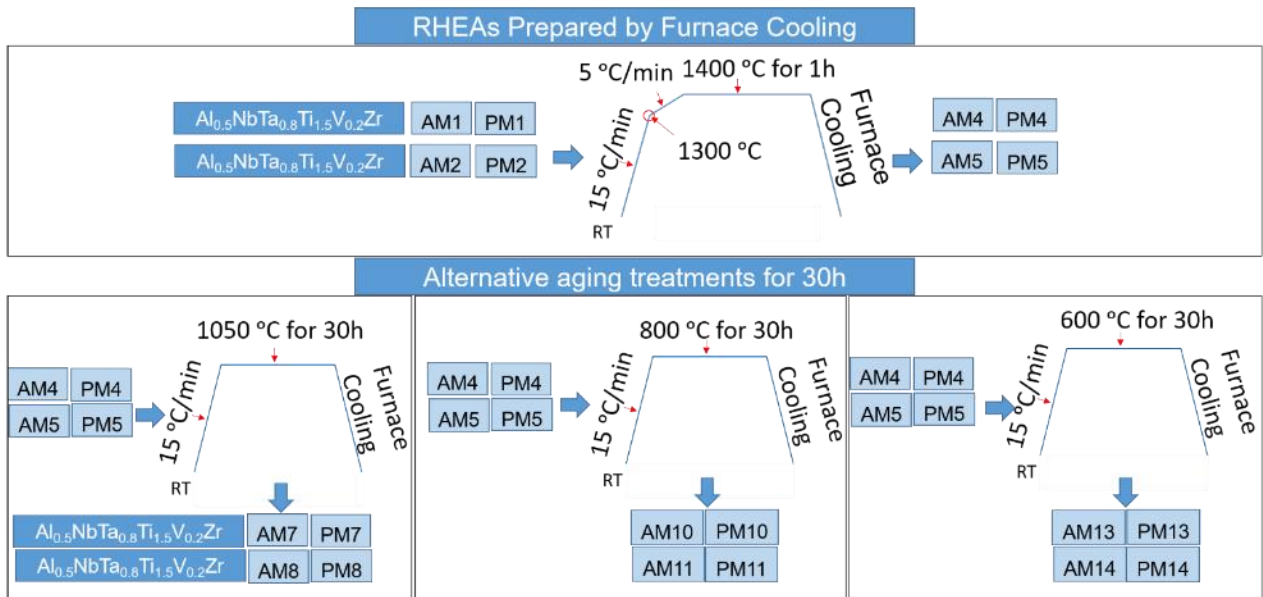 RHEAs Prepared by Furnace Cooling
5 °C/min
1400 °C for 1h
Al0.5NbTa0.8Ti1.5V0.2Zr AM1 PM1
Al0.5NbTa0.8Ti1.5V0.2Zr AM2 PM2
15 °C/min
1300 °C
Furnace
Cooling
RT
AM4 PM4
AM5 PM5
Alternative aging treatments for 30h
1050 °C for 30h
AM4 PM4
AM5 PM5
15 °C/min
Furnace
Cooling
RT
Al0.5NbTa0.8Ti1.5V0.2Zr AM7 PM7
Al0.5NbTa0.8Ti1.5V0.2Zr AM8 PM8
800 °C for 30h
AM4 PM4
AM5 PM5
15 °C/min
Furnace
Cooling
RT
AM10 PM10
AM11 PM11
600 °C for 30h
AM4 PM4
AM5 PM5
15 °C/min
Furnace
Cooling
RT
AM13 PM13
AM14 PM14